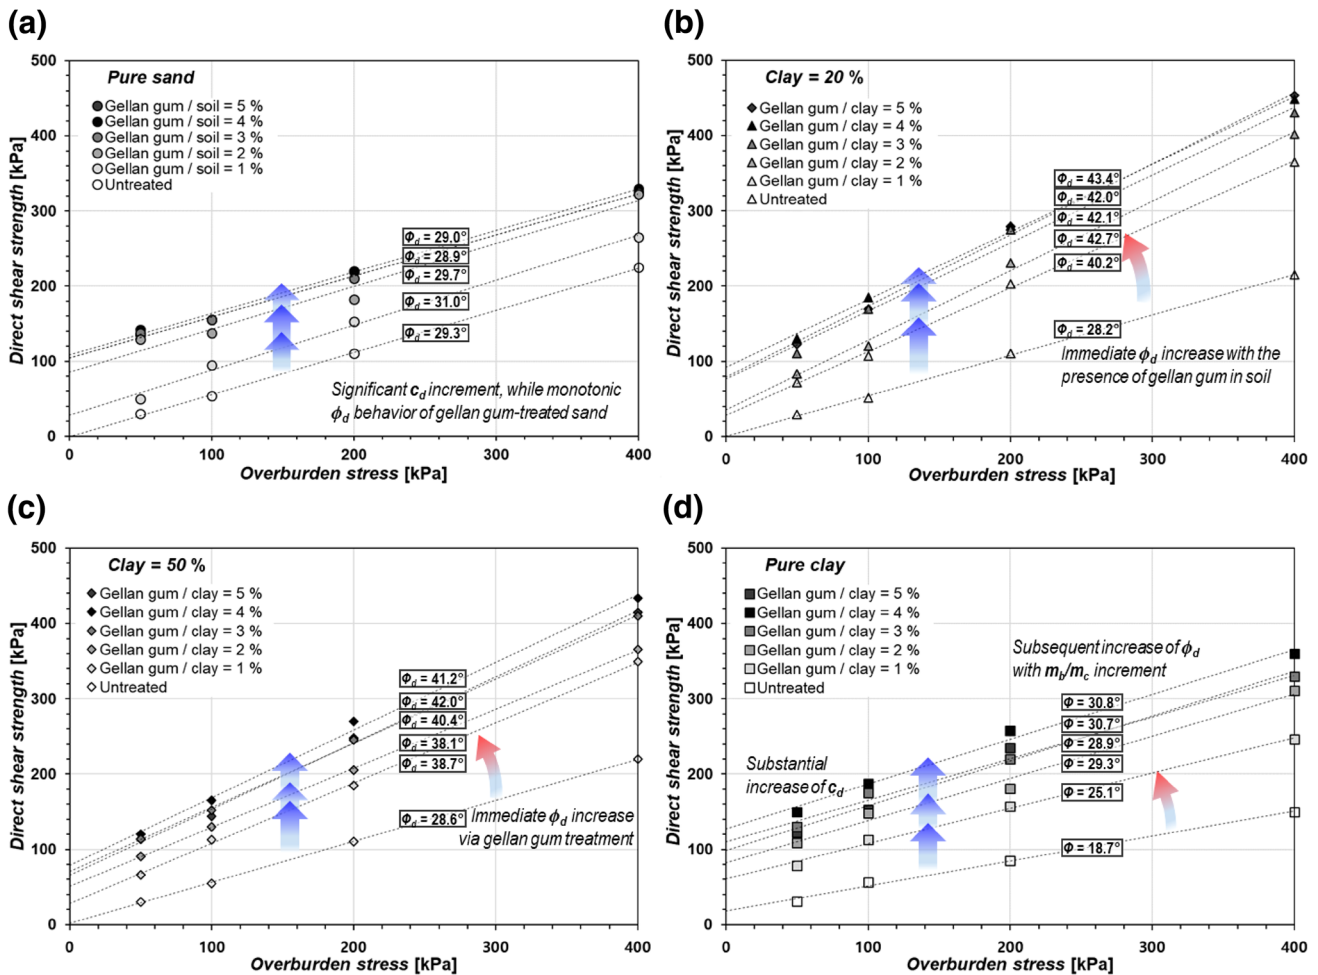 (a)
500
400
300
200
100
0
Direct shear strength [kPa]
Pure sand
Gellan gum / soil = 5 %
Gellan gum / soil = 4 %
Gellan gum / soil = 3 %
Gellan gum / soil = 2 %
Gellan gum / soil = 1 %
Untreated
ϕd = 29.0°
ϕd = 28.9°
ϕd = 29.7°
ϕd = 31.0°
ϕd = 29.3°
Significant cd increment, while monotonic
ϕd behavior of gellan gum-treated sand
0 100 200 300 400
Overburden stress [kPa]
(b)
500
400
300
200
100
0
Direct shear strength [kPa]
Clay = 20 %
Gellan gum / clay = 5 %
Gellan gum / clay = 4 %
Gellan gum / clay = 3 %
Gellan gum / clay = 2 %
Gellan gum / clay = 1 %
Untreated
ϕd = 43.4°
ϕd = 42.0°
ϕd = 42.1°
ϕd = 42.7°
ϕd = 40.2°
ϕd = 28.2°
Immediate ϕd increase with the
presence of gellan gum in soil
0 100 200 300 400
Overburden stress [kPa]
(c)
500
400
300
200
100
0
Direct shear strength [kPa]
Clay = 50 %
Gellan gum / clay = 5 %
Gellan gum / clay = 4 %
Gellan gum / clay = 3 %
Gellan gum / clay = 2 %
Gellan gum / clay = 1 %
Untreated
ϕd = 41.2°
ϕd = 42.0°
ϕd = 40.4°
ϕd = 38.1°
ϕd = 38.7°
ϕd = 28.6°
Immediate ϕd increase
via gellan gum treatment
0 100 200 300 400
Overburden stress [kPa]
(d)
500
400
300
200
100
0
Direct shear strength [kPa]
Pure clay
Gellan gum / clay = 5 %
Gellan gum / clay = 4 %
Gellan gum / clay = 3 %
Gellan gum / clay = 2 %
Gellan gum / clay = 1 %
Untreated
Subsequent increase of ϕd
with mb/mc increment
ϕ = 30.8°
ϕ = 30.7°
ϕ = 28.9°
ϕ = 29.3°
ϕ = 25.1°
ϕ = 18.7°
Substantial
increase of cd
0 100 200 300 400
Overburden stress [kPa]